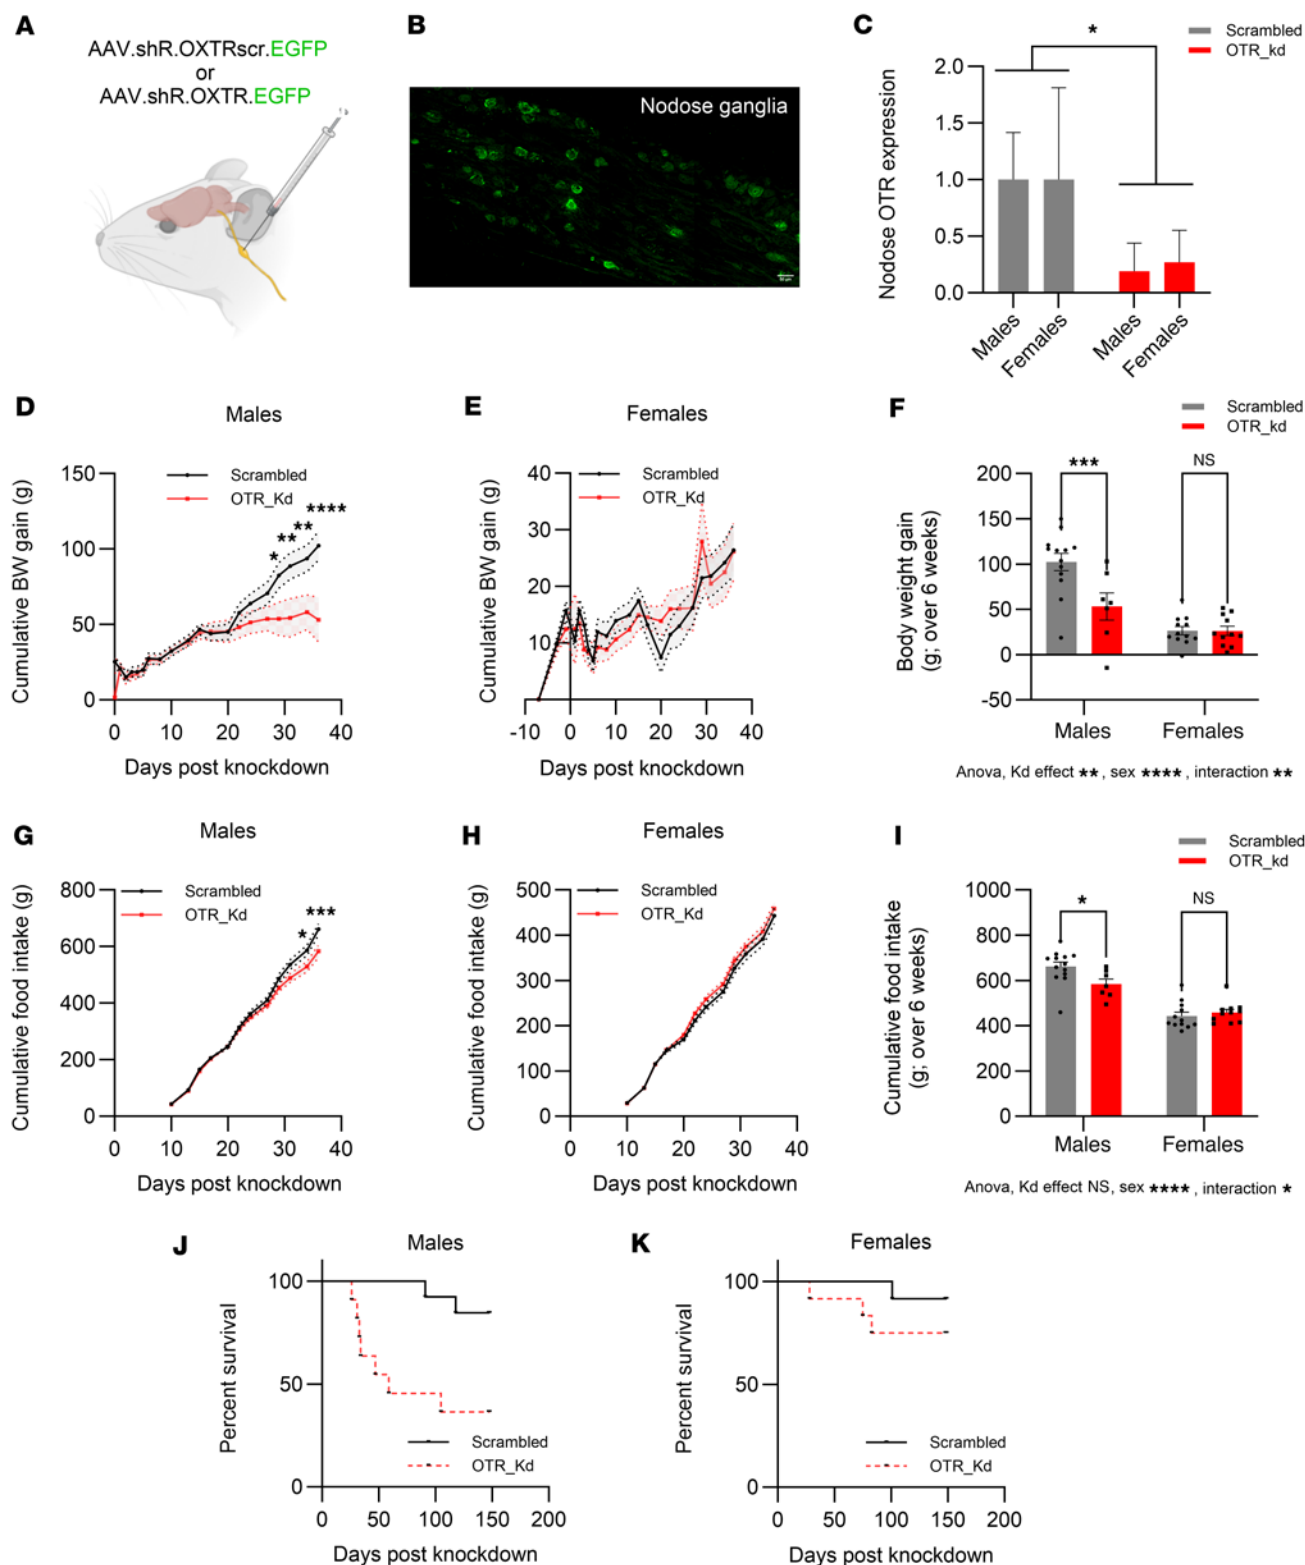 A
AAV.shR.OXTRscr.EGFP
or
AAV.shR.OXTR.EGFP
B
Nodose ganglia
50 µm
C
Scrambled
OTR_kd
*
Nodose OTR expression
2.0
1.5
1.0
0.5
0.0
Males
Females
Males
Females
D
Males
Scrambled
OTR_Kd
* ** ** ****
Cumulative BW gain (g)
150
100
50
0
0 10 20 30 40
Days post knockdown
E
Females
Scrambled
OTR_Kd
Cumulative BW gain (g)
40
30
20
10
-10 0 10 20 30 40
Days post knockdown
F
Scrambled
OTR_kd
*** NS
Body weight gain
(g; over 6 weeks)
200
150
100
50
0
-50
Males Females
Anova, Kd effect **, sex ****, interaction **
G
Males
Scrambled
OTR_Kd
* ***
Cumulative food intake (g)
800
600
400
200
0
0 10 20 30 40
Days post knockdown
H
Females
Scrambled
OTR_Kd
Cumulative food intake (g)
500
400
300
200
100
0
0 10 20 30 40
Days post knockdown
I
Scrambled
OTR_kd
* NS
Cumulative food intake
(g; over 6 weeks)
1000
800
600
400
200
0
Males Females
Anova, Kd effect NS, sex ****, interaction *
J
Males
Percent survival
100
50
0
Scrambled
OTR_Kd
0 50 100 150 200
Days post knockdown
K
Females
Percent survival
100
50
0
Scrambled
OTR_Kd
0 50 100 150 200
Days post knockdown